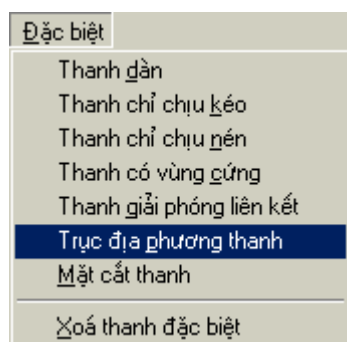 Đặc biệt
Thanh dàn
Thanh chỉ chịu kéo
Thanh chỉ chịu nén
Thanh có vùng cứng
Thanh giải phóng liên kết
Trục địa phương thanh
Mặt cắt thanh
Xoá thanh đặc biệt